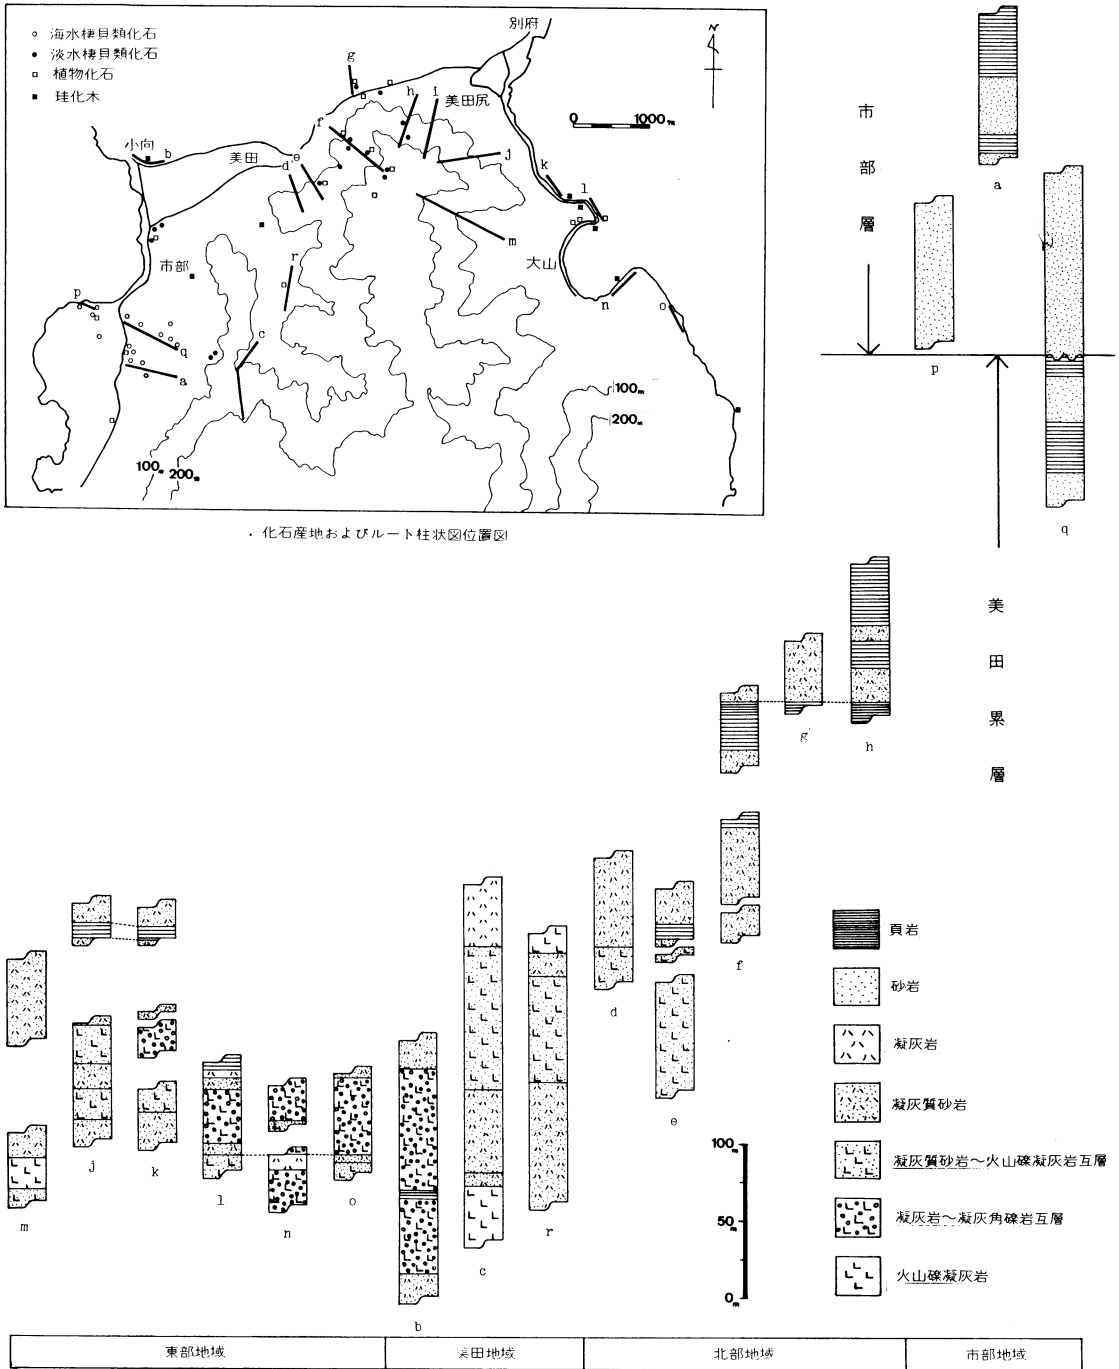 海水棲貝類化石
淡水棲貝類化石
植物化石
珪化木
別府
N
0 1000m
g
h
i
美田尻
f
j
小向
b
美田
d
e
k
l
m
大山
市部
r
n
o
p
c
q
a
100m
200m
100m 200m
・化石産地およびルート柱状図位置図
市部層
a
p
q
美田累層
g
h
f
d
e
m
j
k
l
n
o
b
c
r
頁岩
砂岩
凝灰岩
凝灰質砂岩
凝灰質砂岩～火山礫凝灰岩互層
凝灰岩～凝灰角礫岩互層
火山礫凝灰岩
100m
50m
0m
東部地域
美田地域
北部地域
市部地域